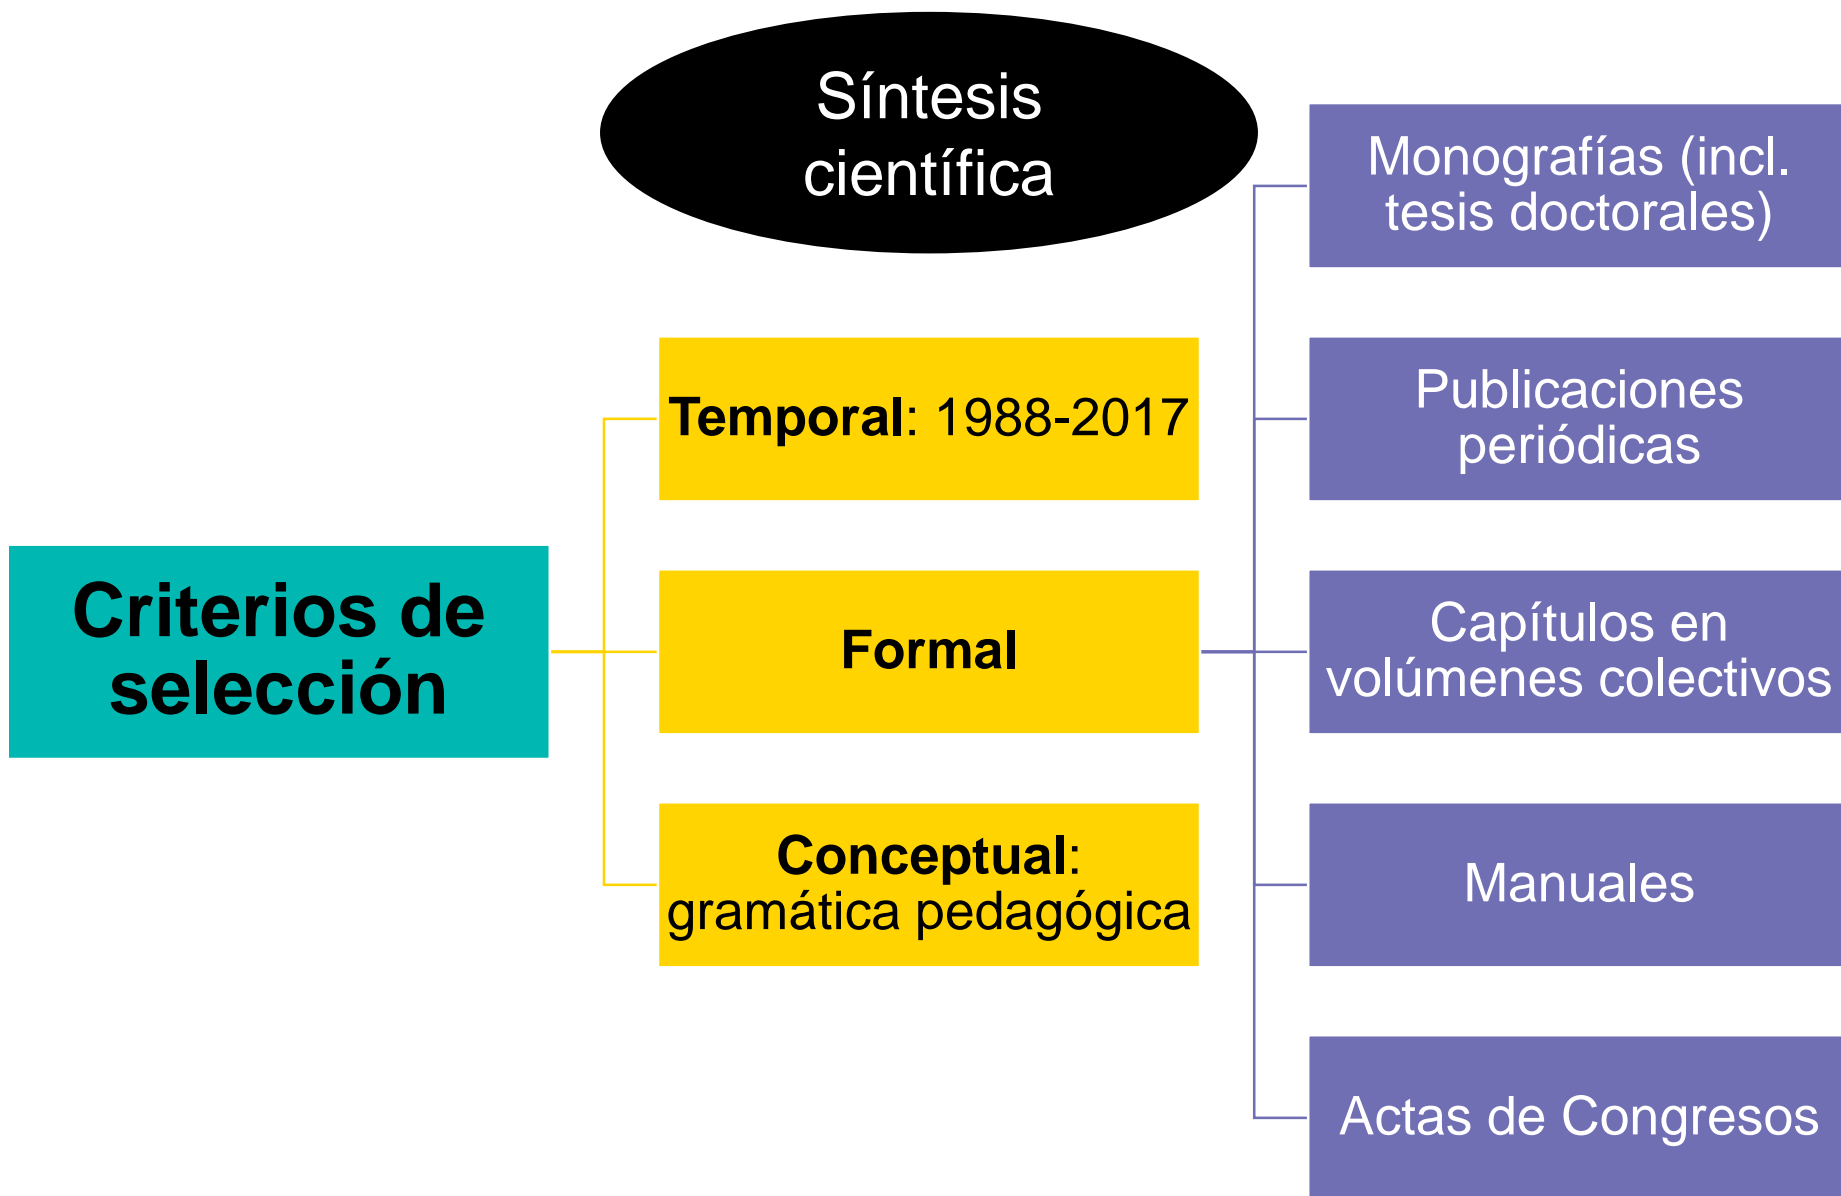 Síntesis
científica
Criterios de
selección
Temporal: 1988-2017
Formal
Conceptual:
gramática pedagógica
Monografías (incl.
tesis doctorales)
Publicaciones
periódicas
Capítulos en
volúmenes colectivos
Manuales
Actas de Congresos